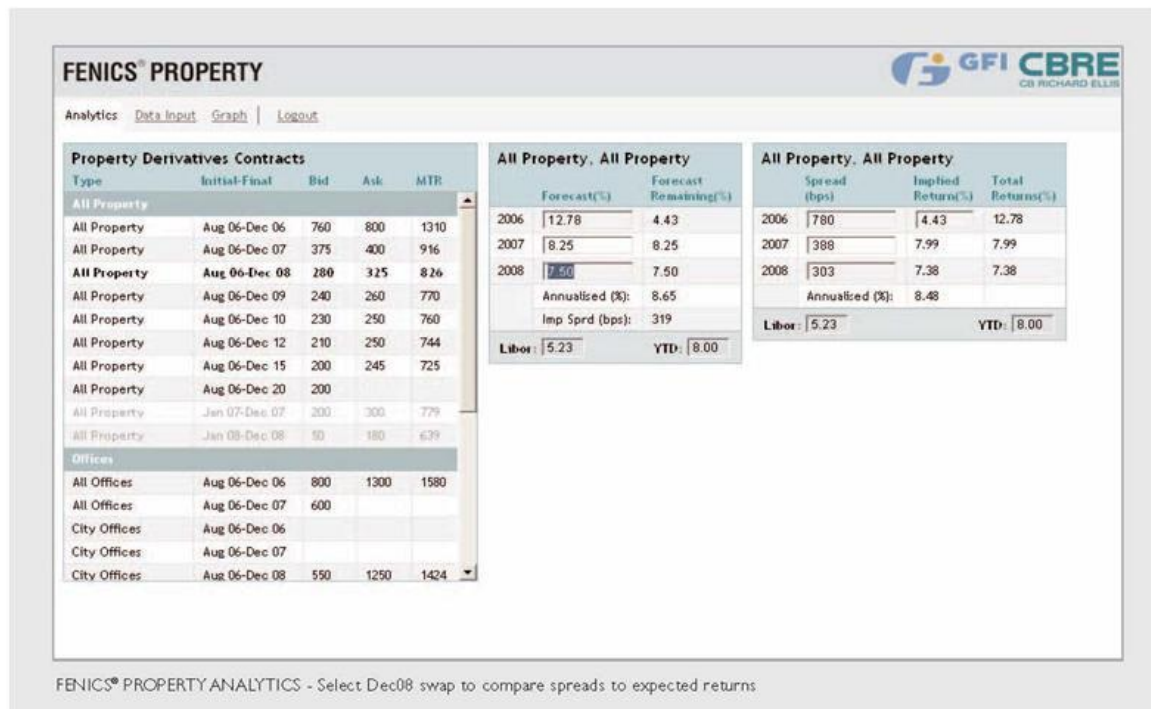 FENICS® PROPERTY
GFI CBRE
CB RICHARD ELLIS
Analytics Data Input Graph | Logout
Property Derivatives Contracts
Type Initial-Final Bid Ask MTR
All Property
All Property Aug 06-Dec 06 760 800 1310
All Property Aug 06-Dec 07 375 400 916
All Property Aug 06-Dec 08 280 325 826
All Property Aug 06-Dec 09 240 260 770
All Property Aug 06-Dec 10 230 250 760
All Property Aug 06-Dec 12 210 250 744
All Property Aug 06-Dec 15 200 245 725
All Property Aug 06-Dec 20 200
All Property Jan 07-Dec 07 200 300 779
All Property Jan 08-Dec 08 50 180 639
Offices
All Offices Aug 06-Dec 06 800 1300 1580
All Offices Aug 06-Dec 07 600
City Offices Aug 06-Dec 06
City Offices Aug 06-Dec 07
City Offices Aug 06-Dec 08 550 1250 1424
All Property, All Property
Forecast(%) Forecast Remaining(%)
2006 12.78 4.43
2007 8.25 8.25
2008 7.50 7.50
Annualised (%): 8.65
Imp Sprd (bps): 319
Libor: 5.23 YTD: 8.00
All Property, All Property
Spread (bps) Implied Return(%) Total Returns(%)
2006 780 4.43 12.78
2007 388 7.99 7.99
2008 303 7.38 7.38
Annualised (%): 8.48
Libor: 5.23 YTD: 8.00
FENICS® PROPERTY ANALYTICS - Select Dec08 swap to compare spreads to expected returns